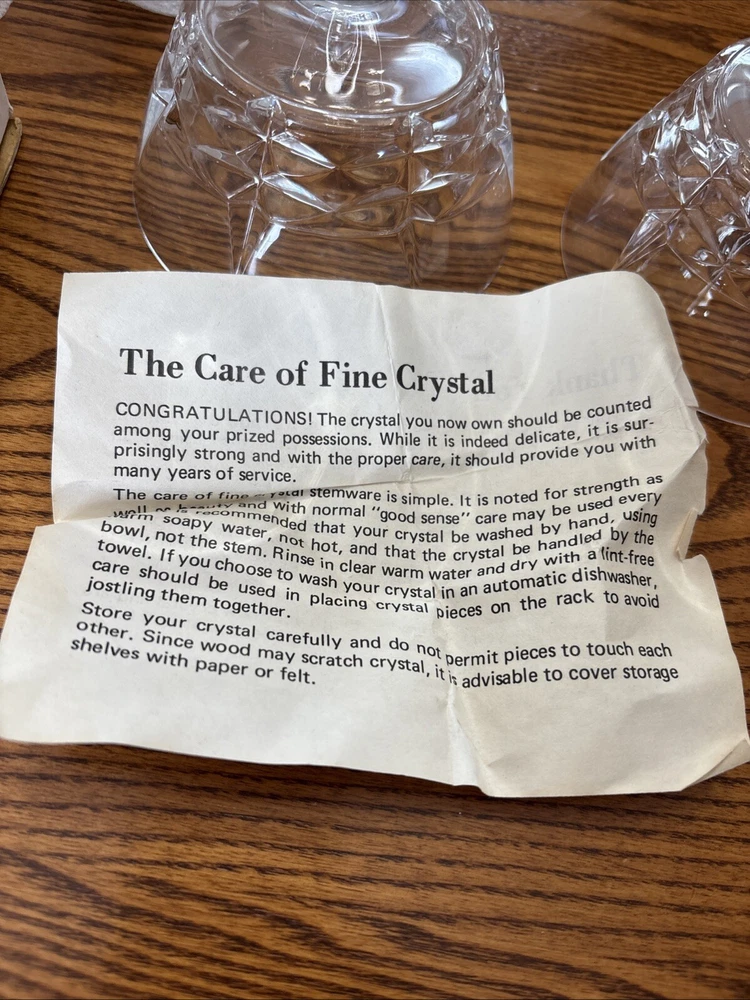 The Care of Fine Crystal
CONGRATULATIONS! The crystal you now own should be counted
among your prized possessions. While it is indeed delicate, it is sur-
prisingly strong and with the proper care, it should provide you with
many years of service.
The care of fine crystal stemware is simple. It is noted for strength as
well as beauty and with normal "good sense" care may be used every
recommended that your crystal be washed by hand, using
warm soapy water, not hot, and that the crystal be handled by the
bowl, not the stem. Rinse in clear warm water and dry with a lint-free
towel. If you choose to wash your crystal in an automatic dishwasher,
care should be used in placing crystal pieces on the rack to avoid
jostling them together.
Store your crystal carefully and do not permit pieces to touch each
other. Since wood may scratch crystal, it is advisable to cover storage
shelves with paper or felt.
Thank